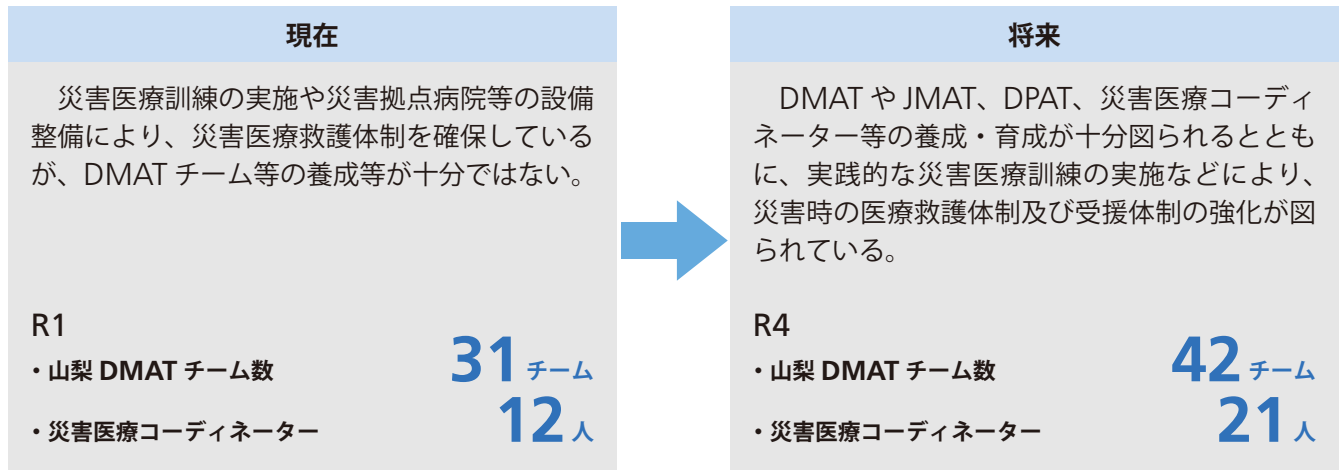 現在
災害医療訓練の実施や災害拠点病院等の設備
整備により、災害医療救護体制を確保している
が、DMAT チーム等の養成等が十分ではない。
R1
・山梨 DMAT チーム数 31 チーム
・災害医療コーディネーター 12 人
将来
DMAT や JMAT、DPAT、災害医療コーディ
ネーター等の養成・育成が十分図られるととも
に、実践的な災害医療訓練の実施などにより、
災害時の医療救護体制及び受援体制の強化が図
られている。
R4
・山梨 DMAT チーム数 42 チーム
・災害医療コーディネーター 21 人